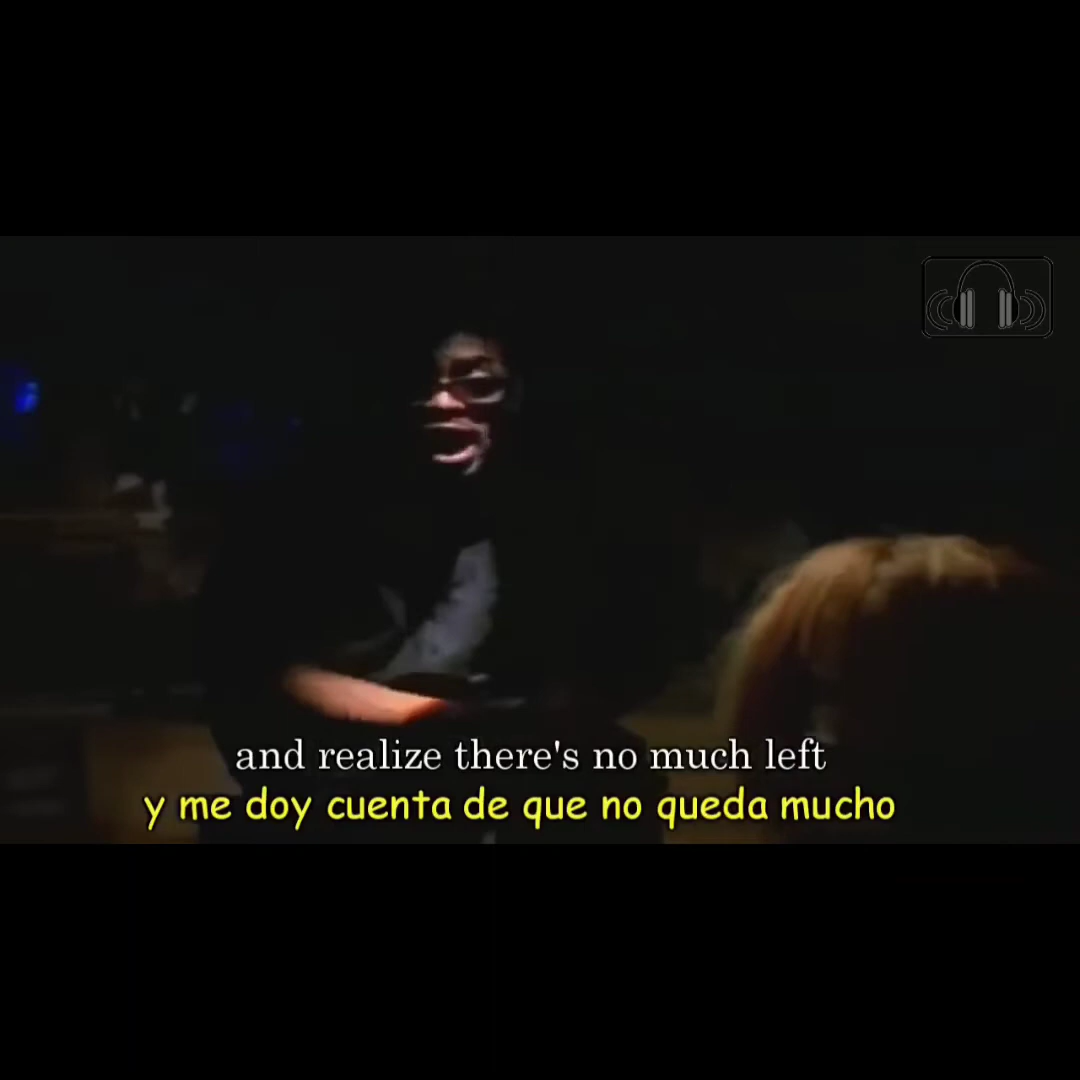 and realize there's no much left
y me doy cuenta de que no queda mucho